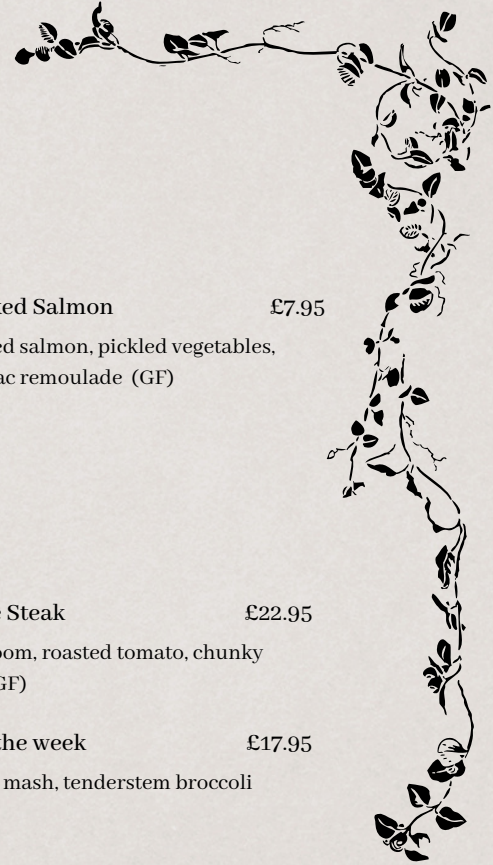 ked Salmon £7.95
ed salmon, pickled vegetables,
ac remoulade (GF)
e Steak £22.95
oom, roasted tomato, chunky
GF)
the week £17.95
mash, tenderstem broccoli